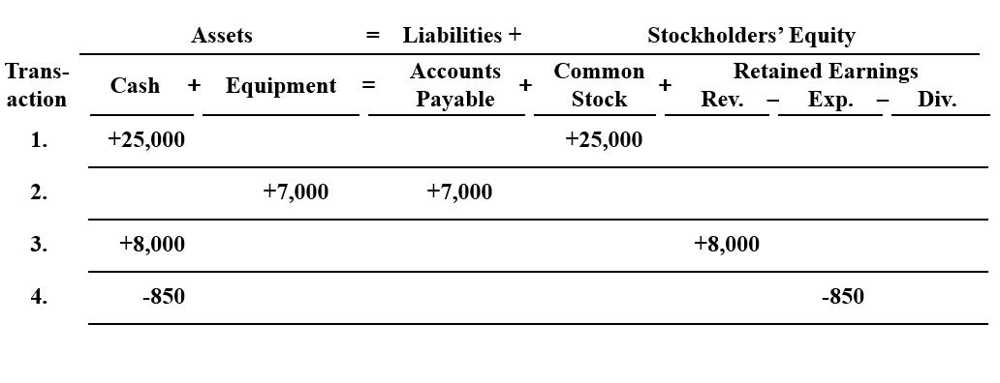 Assets = Liabilities + Stockholders’ Equity
Trans-
action
Cash + Equipment = Accounts Payable + Common Stock + Retained Earnings
Rev. – Exp. – Div.
1. +25,000 +25,000
2. +7,000 +7,000
3. +8,000 +8,000
4. -850 -850